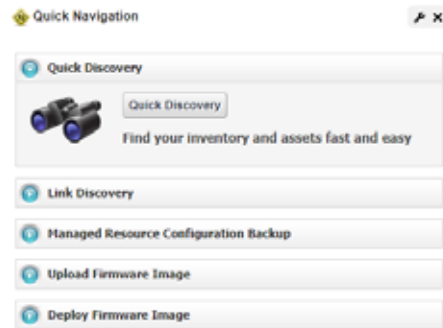 Quick Navigation
Quick Discovery
Quick Discovery
Find your inventory and assets fast and easy
Link Discovery
Managed Resource Configuration Backup
Upload Firmware Image
Deploy Firmware Image